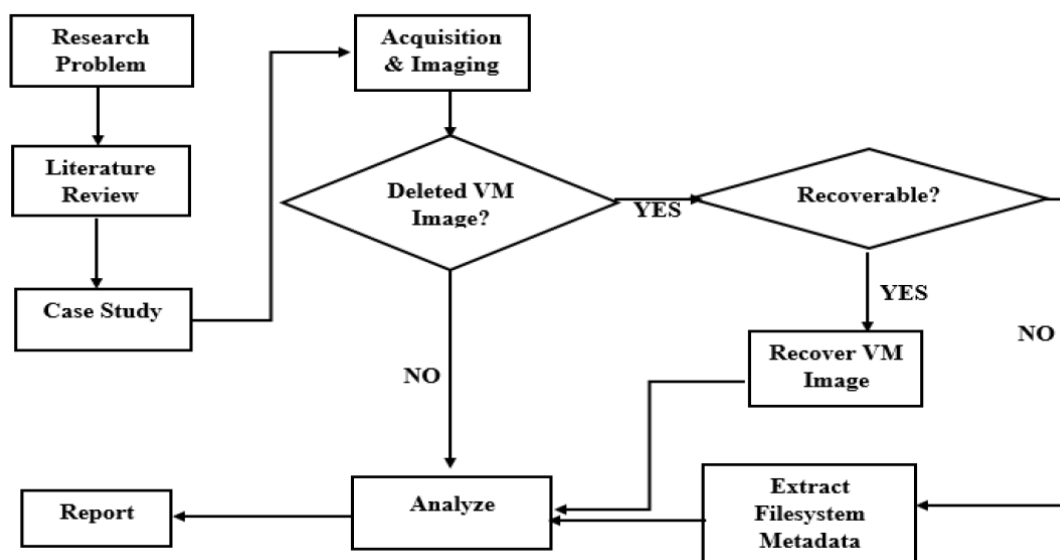 Research
Problem
Acquisition
& Imaging
Literature
Review
Deleted VM
Image?
YES
Recoverable?
Case Study
YES
NO
Recover VM
Image
NO
Report
Analyze
Extract
Filesystem
Metadata